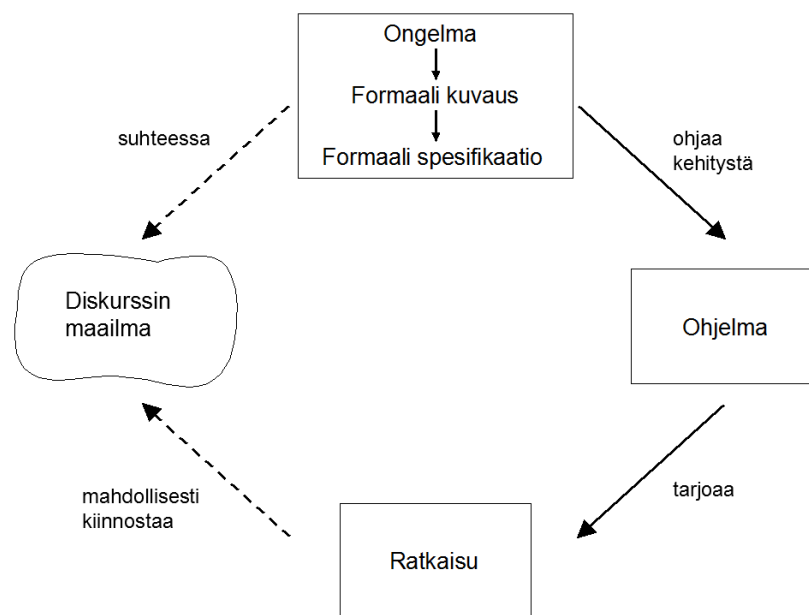 Ongelma
Formaali kuvaus
Formaali spesifikaatio
suhteessa
ohjaa
kehitystä
Diskurssin
maailma
Ohjelma
mahdollisesti
kiinnostaa
tarjoaa
Ratkaisu